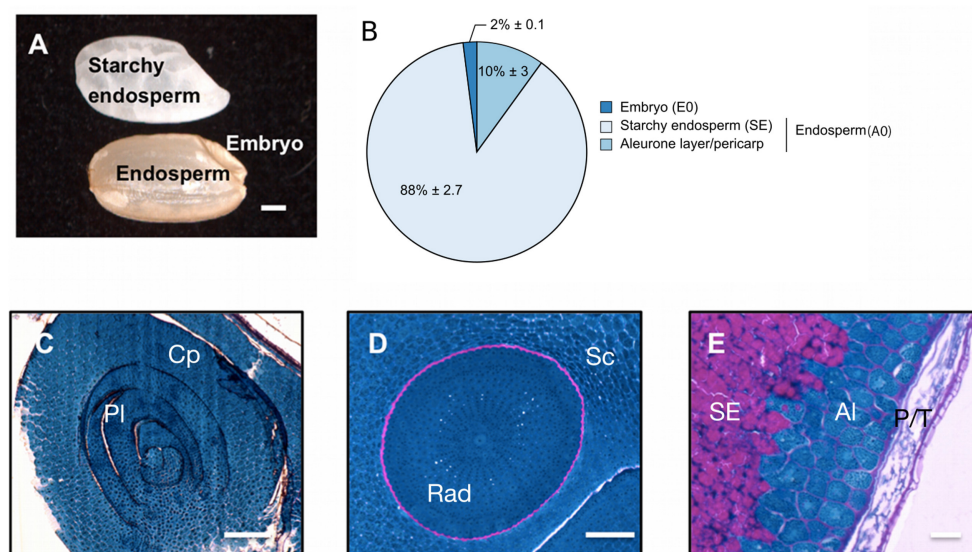 A
Starchy
endosperm
Embryo
Endosperm
B
2% ± 0.1
10% ± 3
88% ± 2.7
Embryo (E0)
Starchy endosperm (SE)
Aleurone layer/pericarp
Endosperm(A0)
C
Cp
Pl
D
Sc
Rad
E
SE
Al
P/T